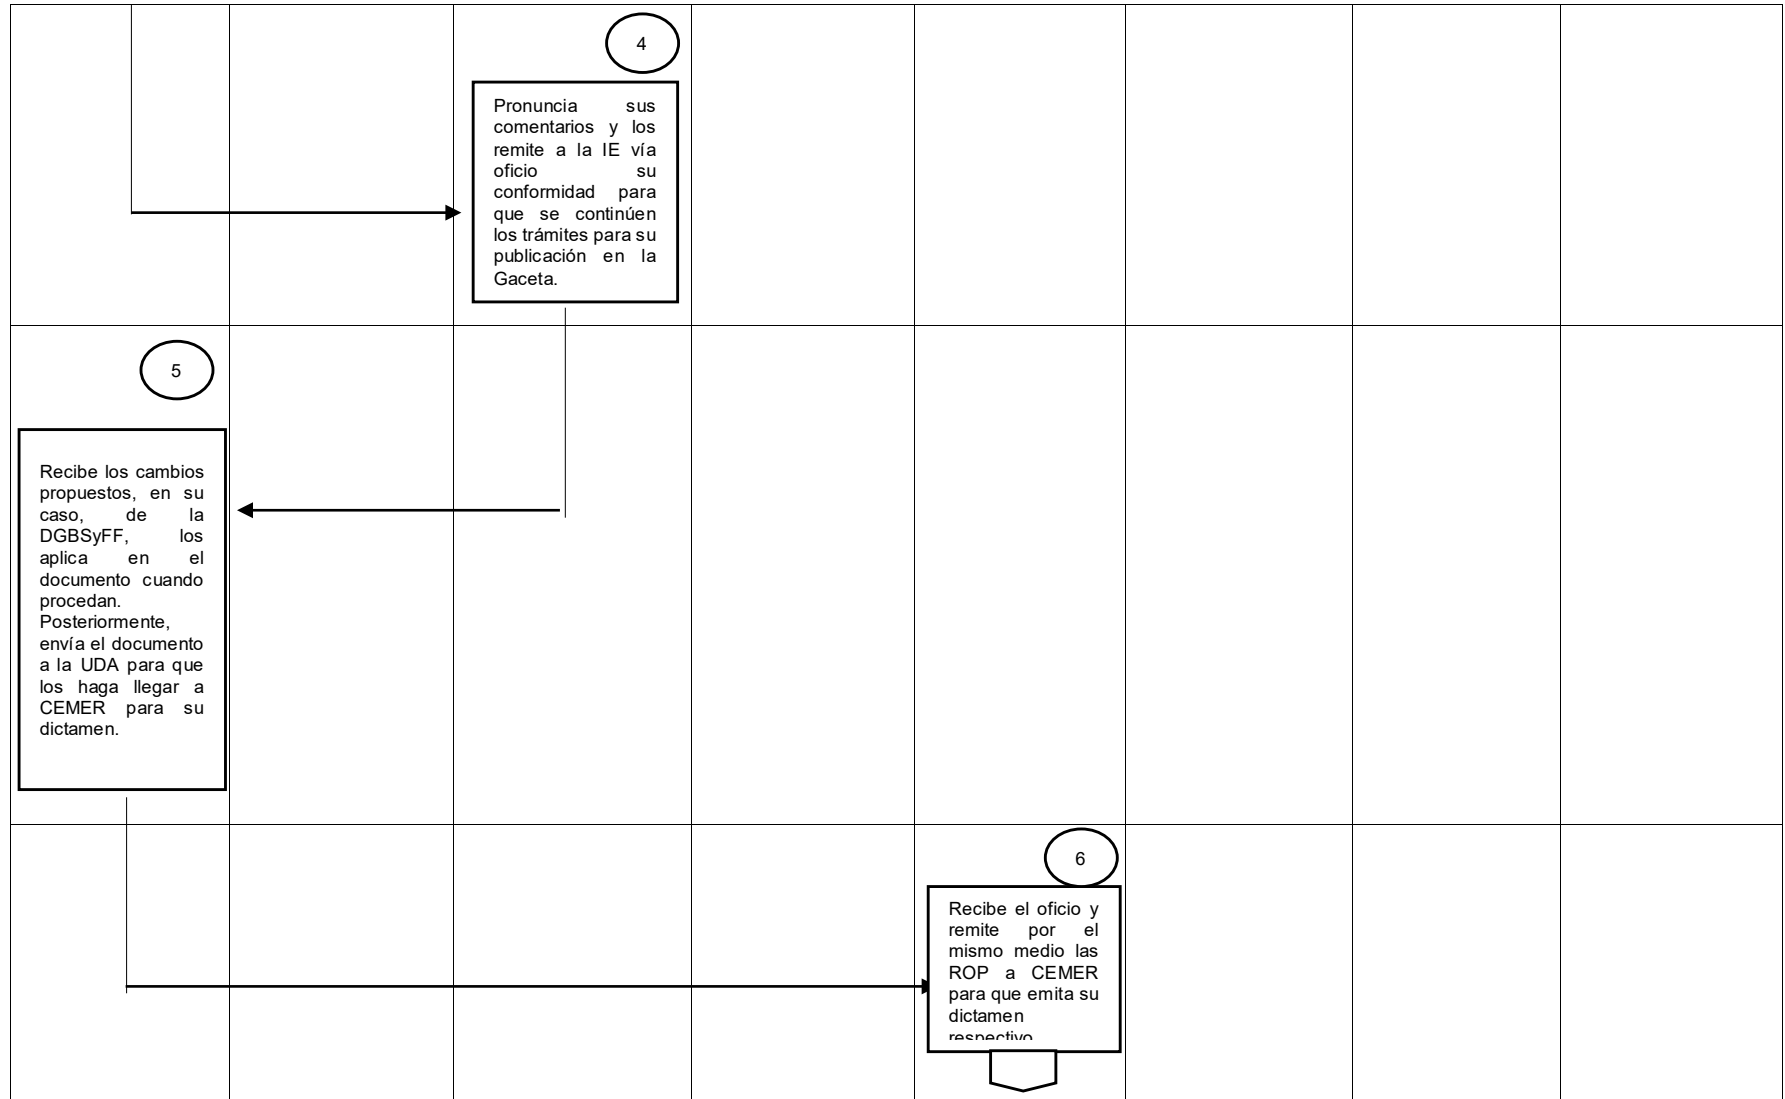 4
Pronuncia sus
comentarios y los
remite a la IE vía
oficio su
conformidad para
que se continúen
los trámites para su
publicación en la
Gaceta.
5
Recibe los cambios
propuestos, en su
caso, de la
DGBSyFF, los
aplica en el
documento cuando
procedan.
Posteriormente,
envía el documento
a la UDA para que
los haga llegar a
CEMER para su
dictamen.
6
Recibe el oficio y
remite por el
mismo medio las
ROP a CEMER
para que emita su
dictamen
respectivo